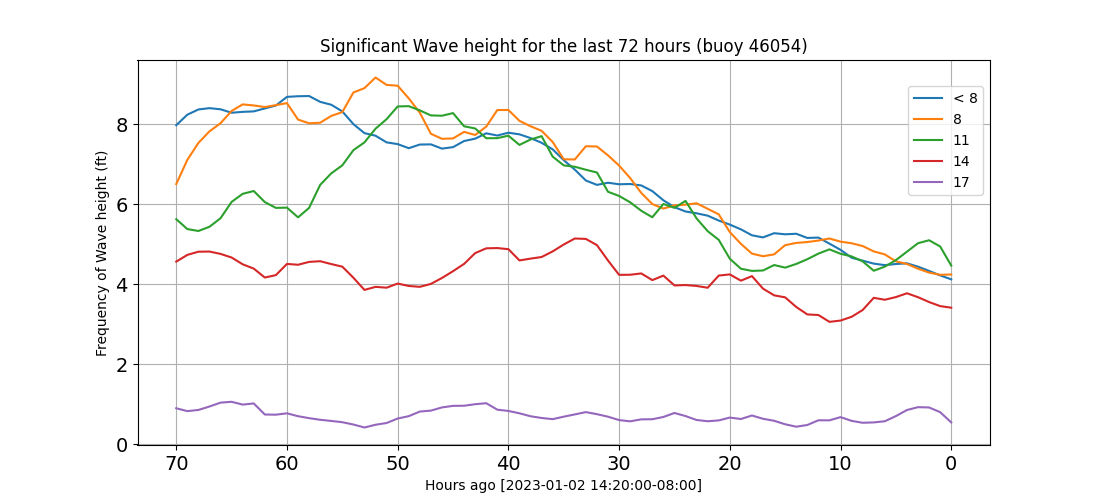 Significant Wave height for the last 72 hours (buoy 46054)
Frequency of Wave height (ft)
8
6
4
2
0
< 8
8
11
14
17
70 60 50 40 30 20 10 0
Hours ago [2023-01-02 14:20:00-08:00]